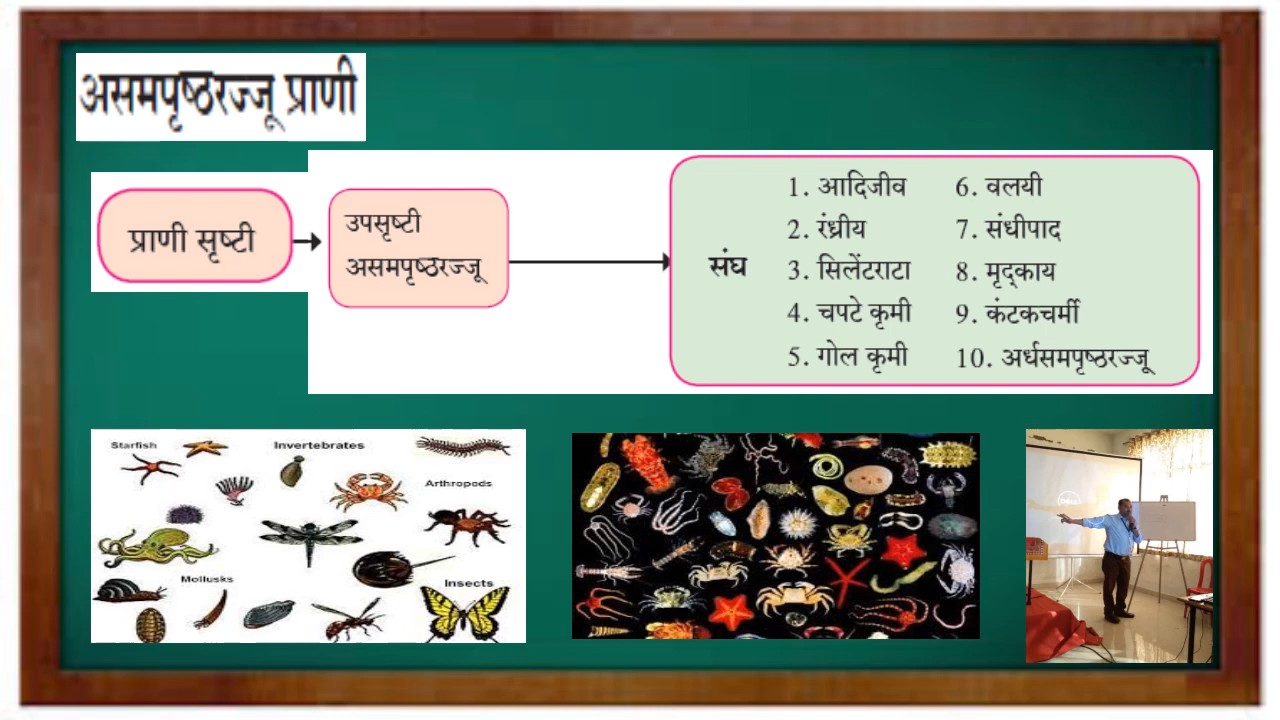 असमपृष्ठरज्जू प्राणी
प्राणी सृष्टी
उपसृष्टी
असमपृष्ठरज्जू
संघ
1. आदिजीव
2. रंध्रीय
3. सिलेंटराटा
4. चपटे कृमी
5. गोल कृमी
6. वलयी
7. संधीपाद
8. मृद्काय
9. कंटकचर्मी
10. अर्धसमपृष्ठरज्जू
Starfish
Invertebrates
Arthropods
Mollusks
Insects
DELL